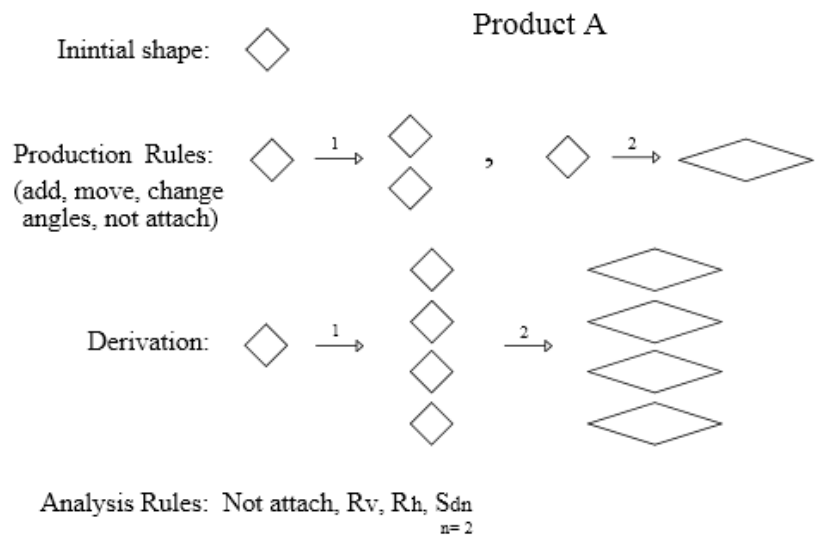 Product A
Inintial shape:
Production Rules:
(add, move, change
angles, not attach)
1
,
2
Derivation:
1
2
Analysis Rules: Not attach, Rv, Rh, Sdn
n= 2